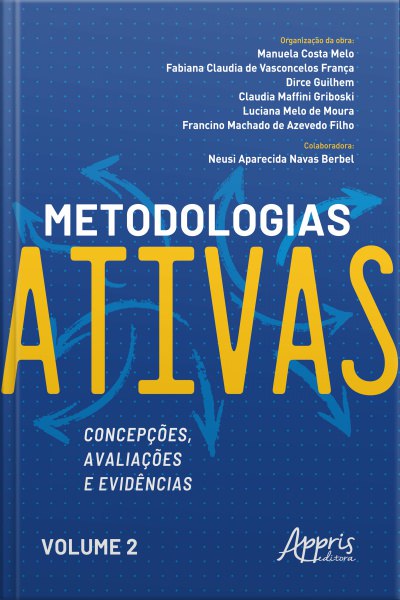 Organização da obra:
Manuela Costa Melo
Fabiana Claudia de Vasconcelos França
Dirce Guilhem
Claudia Maffini Griboski
Luciana Melo de Moura
Francino Machado de Azevedo Filho
Colaboradora:
Neusi Aparecida Navas Berbel
METODOLOGIAS
ATIVAS
CONCEPÇÕES,
AVALIAÇÕES
E EVIDÊNCIAS
VOLUME 2
Appris
editora